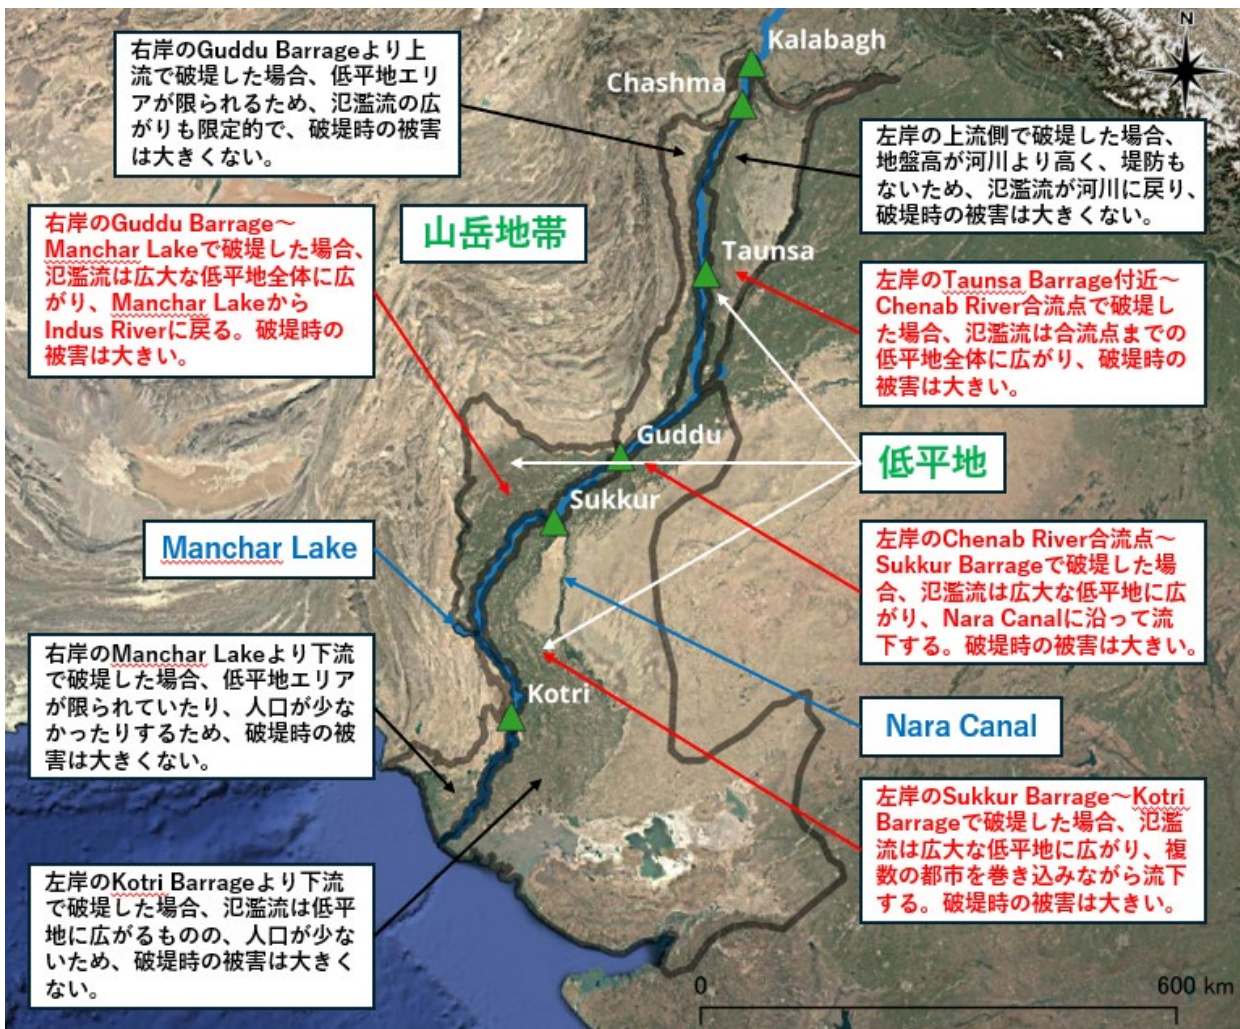 Kalabagh
N
右岸のGuddu Barrageより上
流で破堤した場合、低平地エリ
アが限られるため、氾濫流の広
がりも限定的で、破堤時の被害
は大きくない。
Chashma
左岸の上流側で破堤した場合、
地盤高が河川より高く、堤防も
ないため、氾濫流が河川に戻り、
破堤時の被害は大きくない。
右岸のGuddu Barrage～
Manchar Lakeで破堤した場合、
氾濫流は広大な低平地全体に広
がり、Manchar Lakeから
Indus Riverに戻る。破堤時の
被害は大きい。
山岳地帯
Taunsa
左岸のTaunsa Barrage付近～
Chenab River合流点で破堤し
た場合、氾濫流は合流点までの
低平地全体に広がり、破堤時の
被害は大きい。
Guddu
低平地
Sukkur
Manchar Lake
左岸のChenab River合流点～
Sukkur Barrageで破堤した場
合、氾濫流は広大な低平地に広
がり、Nara Canalに沿って流
下する。破堤時の被害は大きい。
右岸のManchar Lakeより下流
で破堤した場合、低平地エリア
が限られていたり、人口が少な
かったりするため、破堤時の被
害は大きくない。
Kotri
Nara Canal
左岸のSukkur Barrage～Kotri
Barrageで破堤した場合、氾濫
流は広大な低平地に広がり、複
数の都市を巻き込みながら流下
する。破堤時の被害は大きい。
左岸のKotri Barrageより下流
で破堤した場合、氾濫流は低平
地に広がるものの、人口が少な
いため、破堤時の被害は大きく
ない。
0
600 km